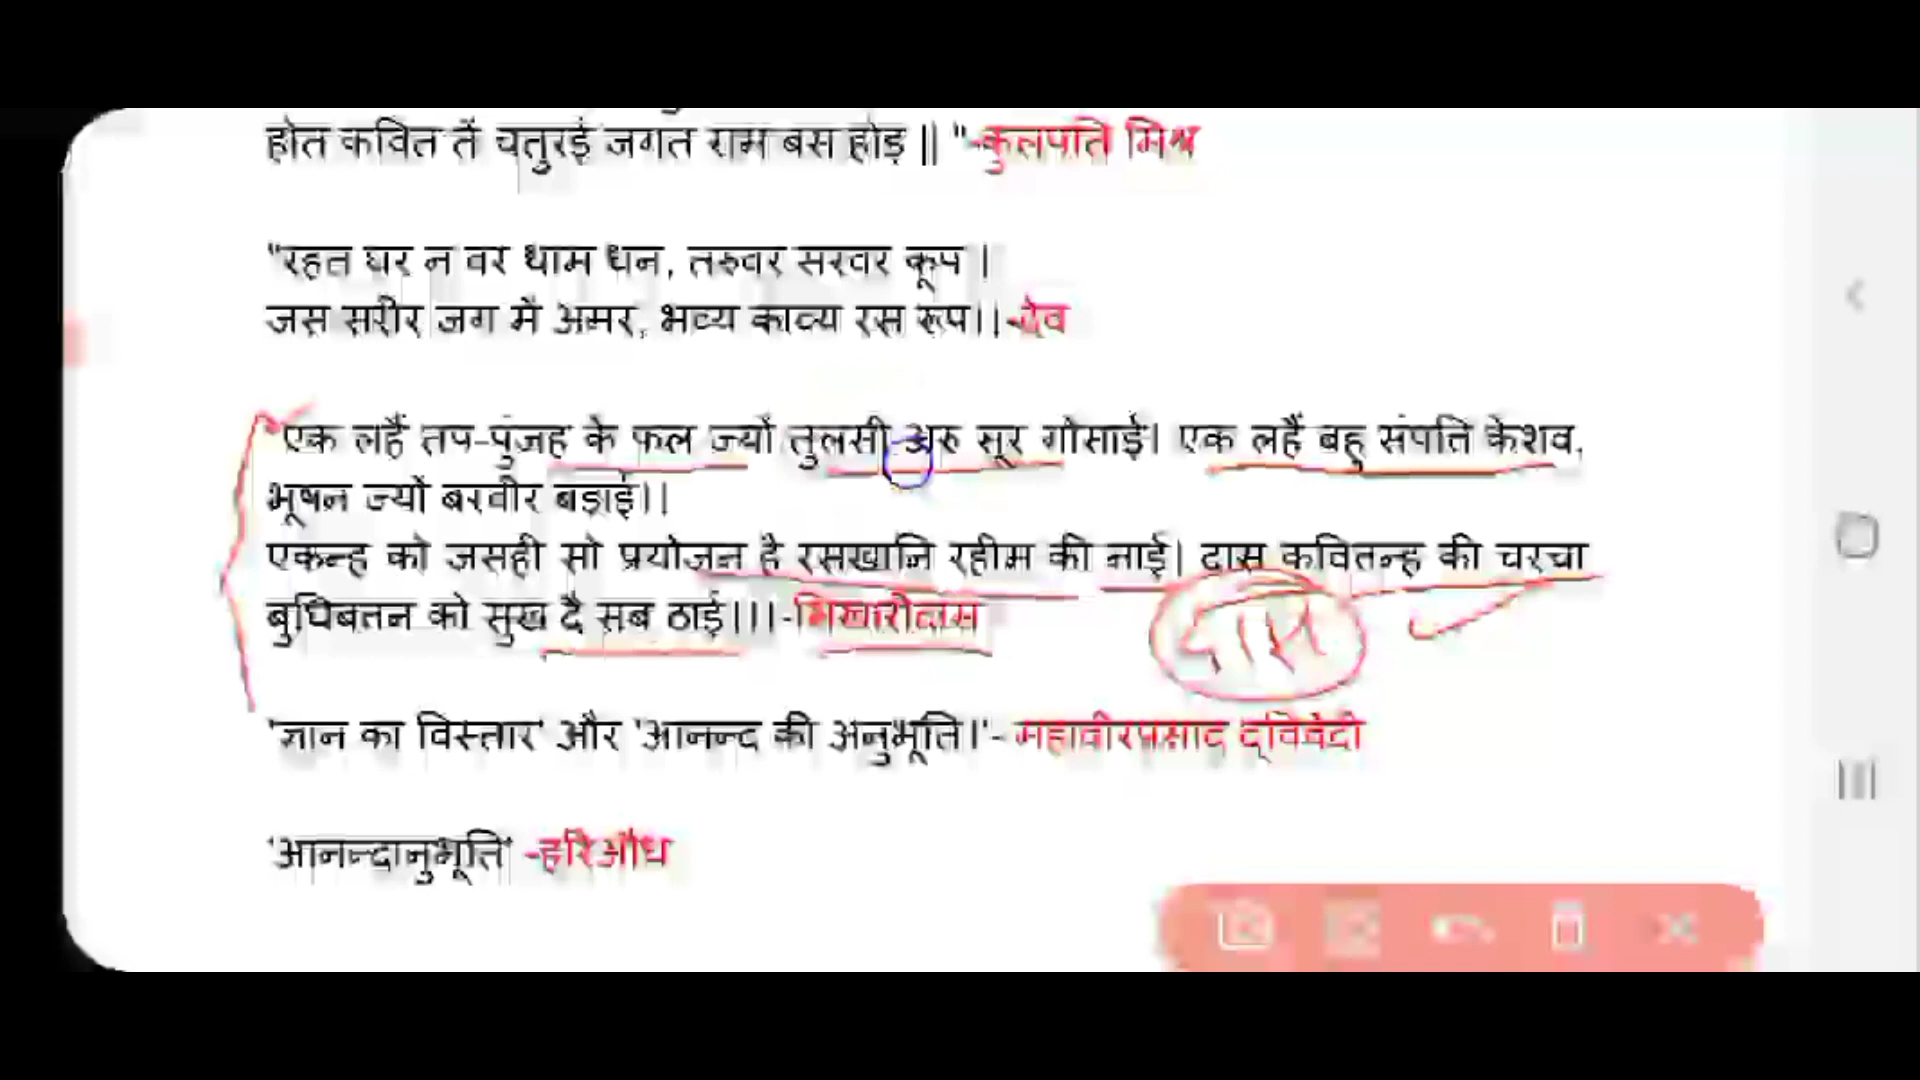 होत कवित तें चतुरई जगत राम बस होइ || "-कुलपति मिश्र
"रहत घर न वर धाम धन, तरुवर सरवर कूप |
जस सरीर जग में अमर, भव्य काव्य रस रूप||-देव
"एक लहैं तप-पुंजह के फल ज्यों तुलसी अरु सूर गोसाई। एक लहैं बहु संपति केशव,
भूषन ज्यों बरवीर बड़ाई||
एकन्ह को जसही सो प्रयोजन है रसखानि रहीम की नाई| दास कवितन्ह की चरचा
बुधिबतन को सुख दै सब ठाई|||-भिखारीदास
दास
'ज्ञान का विस्तार' और 'आनन्द की अनुभूति।'- महावीरप्रसाद द्विवेदी
'आनन्दानुभूति' -हरिऔध